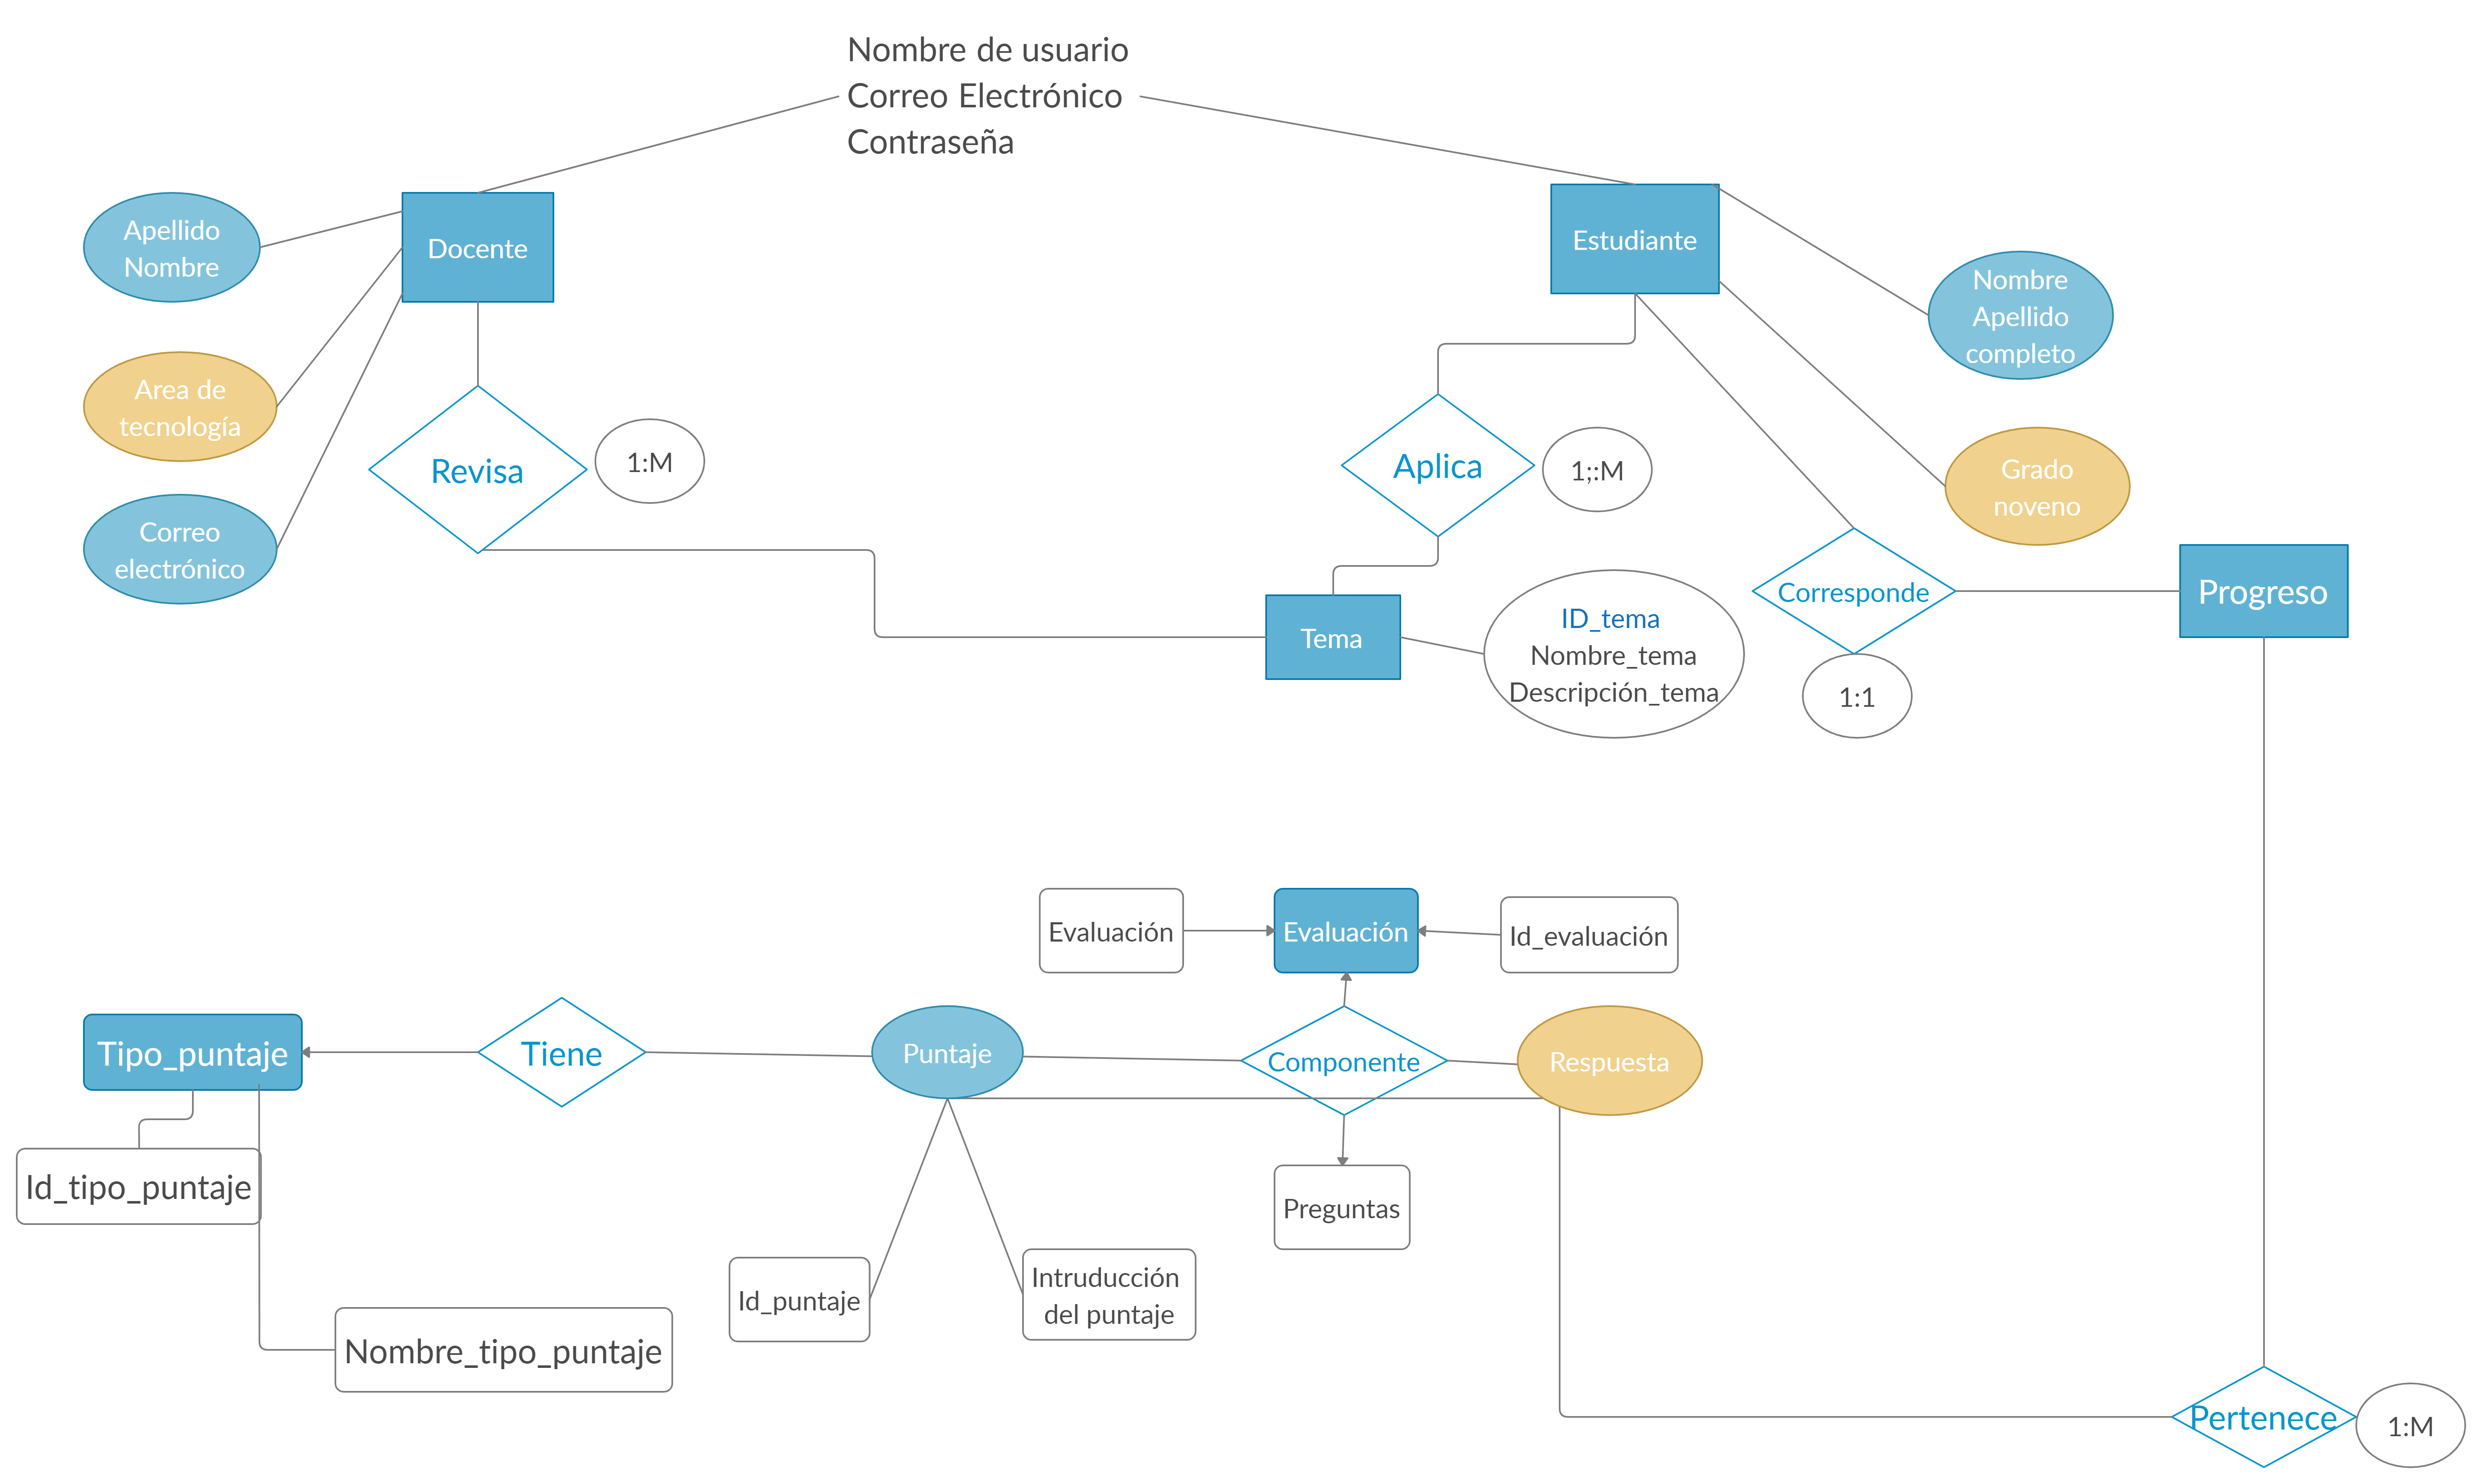 Nombre de usuario
Correo Electrónico
Contraseña
Apellido
Nombre
Docente
Estudiante
Nombre
Apellido
completo
Area de
tecnología
Revisa
1:M
Aplica
1;:M
Grado
noveno
Correo
electrónico
Corresponde
Progreso
Tema
ID_tema
Nombre_tema
Descripción_tema
1:1
Evaluación
Evaluación
Id_evaluación
Tipo_puntaje
Tiene
Puntaje
Componente
Respuesta
Id_tipo_puntaje
Preguntas
Id_puntaje
Intruducción
del puntaje
Nombre_tipo_puntaje
Pertenece
1:M